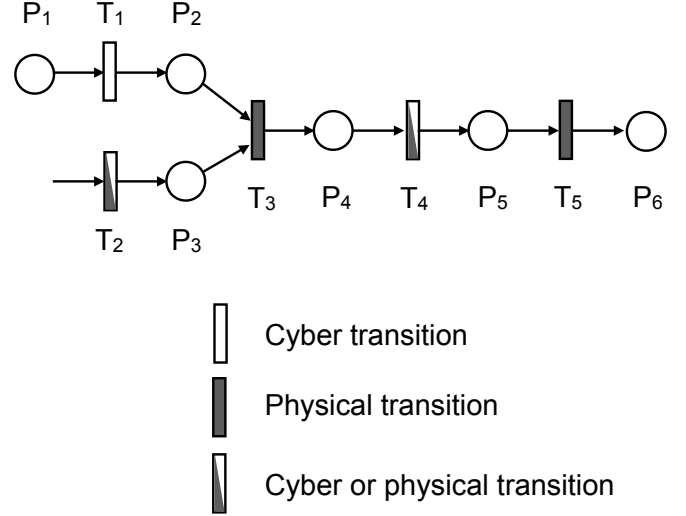 P1 T1 P2
T3 P4 T4 P5 T5 P6
T2 P3
Cyber transition
Physical transition
Cyber or physical transition